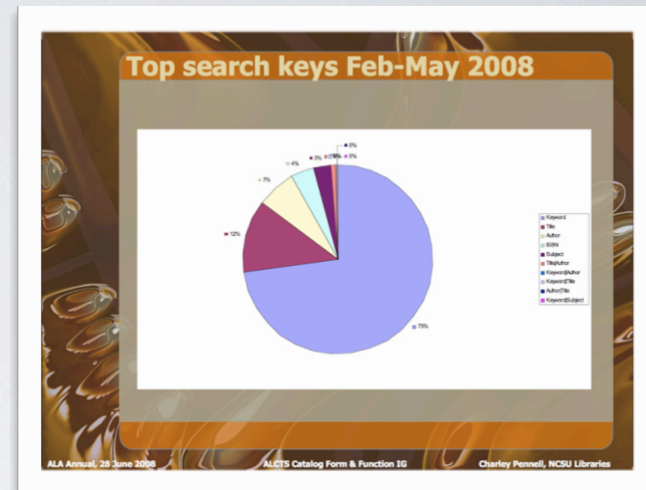 Top search keys Feb-May 2008
0%
4%
3%
0%
7%
12%
73%
Keyword
Title
Author
ISBN
Subject
Title|Author
Keyword|Author
Keyword|Title
Author|Title
Keyword|Subject
ALA Annual, 28 June 2008
ALCTS Catalog Form & Function IG
Charley Pennell, NCSU Libraries